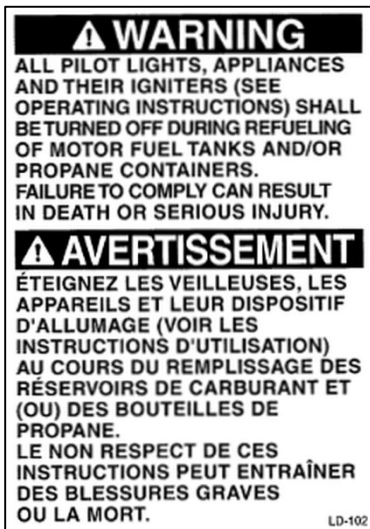 ⚠ WARNING
ALL PILOT LIGHTS, APPLIANCES
AND THEIR IGNITERS (SEE
OPERATING INSTRUCTIONS) SHALL
BE TURNED OFF DURING REFUELING
OF MOTOR FUEL TANKS AND/OR
PROPANE CONTAINERS.
FAILURE TO COMPLY CAN RESULT
IN DEATH OR SERIOUS INJURY.
⚠ AVERTISSEMENT
ÉTEIGNEZ LES VEILLEUSES, LES
APPAREILS ET LEUR DISPOSITIF
D'ALLUMAGE (VOIR LES
INSTRUCTIONS D'UTILISATION)
AU COURS DU REMPLISSAGE DES
RÉSERVOIRS DE CARBURANT ET
(OU) DES BOUTEILLES DE
PROPANE.
LE NON RESPECT DE CES
INSTRUCTIONS PEUT ENTRAÎNER
DES BLESSURES GRAVES
OU LA MORT.
LD-102